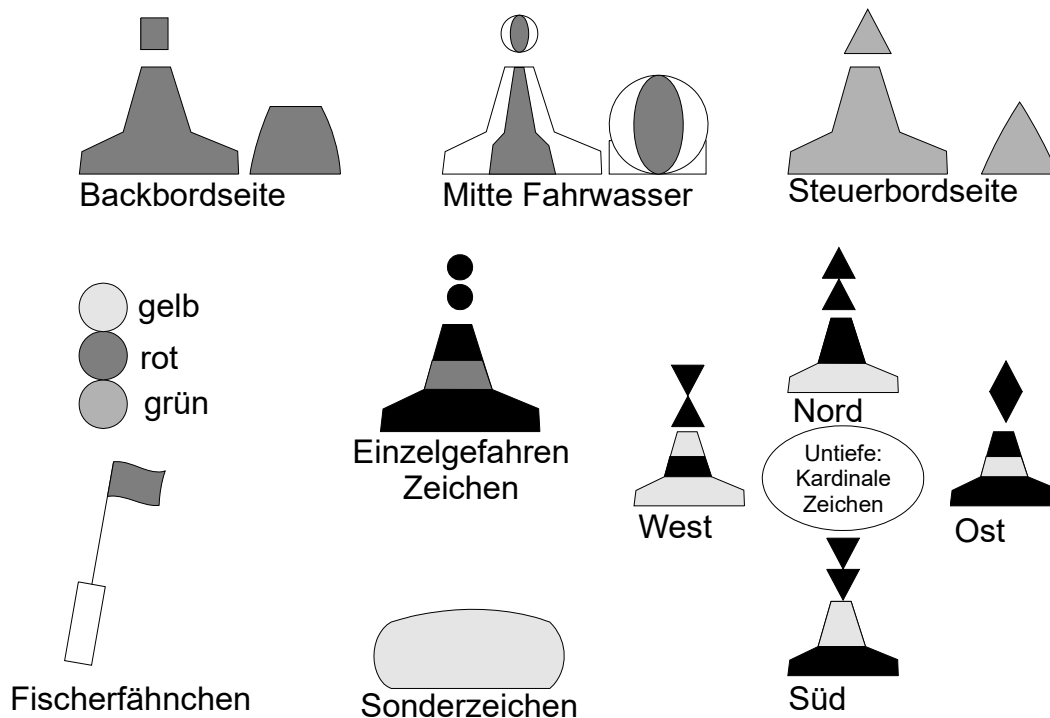 Backbordseite
Mitte Fahrwasser
Steuerbordseite
gelb
rot
grün
Einzelgefahren
Zeichen
Nord
Untiefe:
Kardinale
Zeichen
West
Ost
Süd
Fischerfähnchen
Sonderzeichen